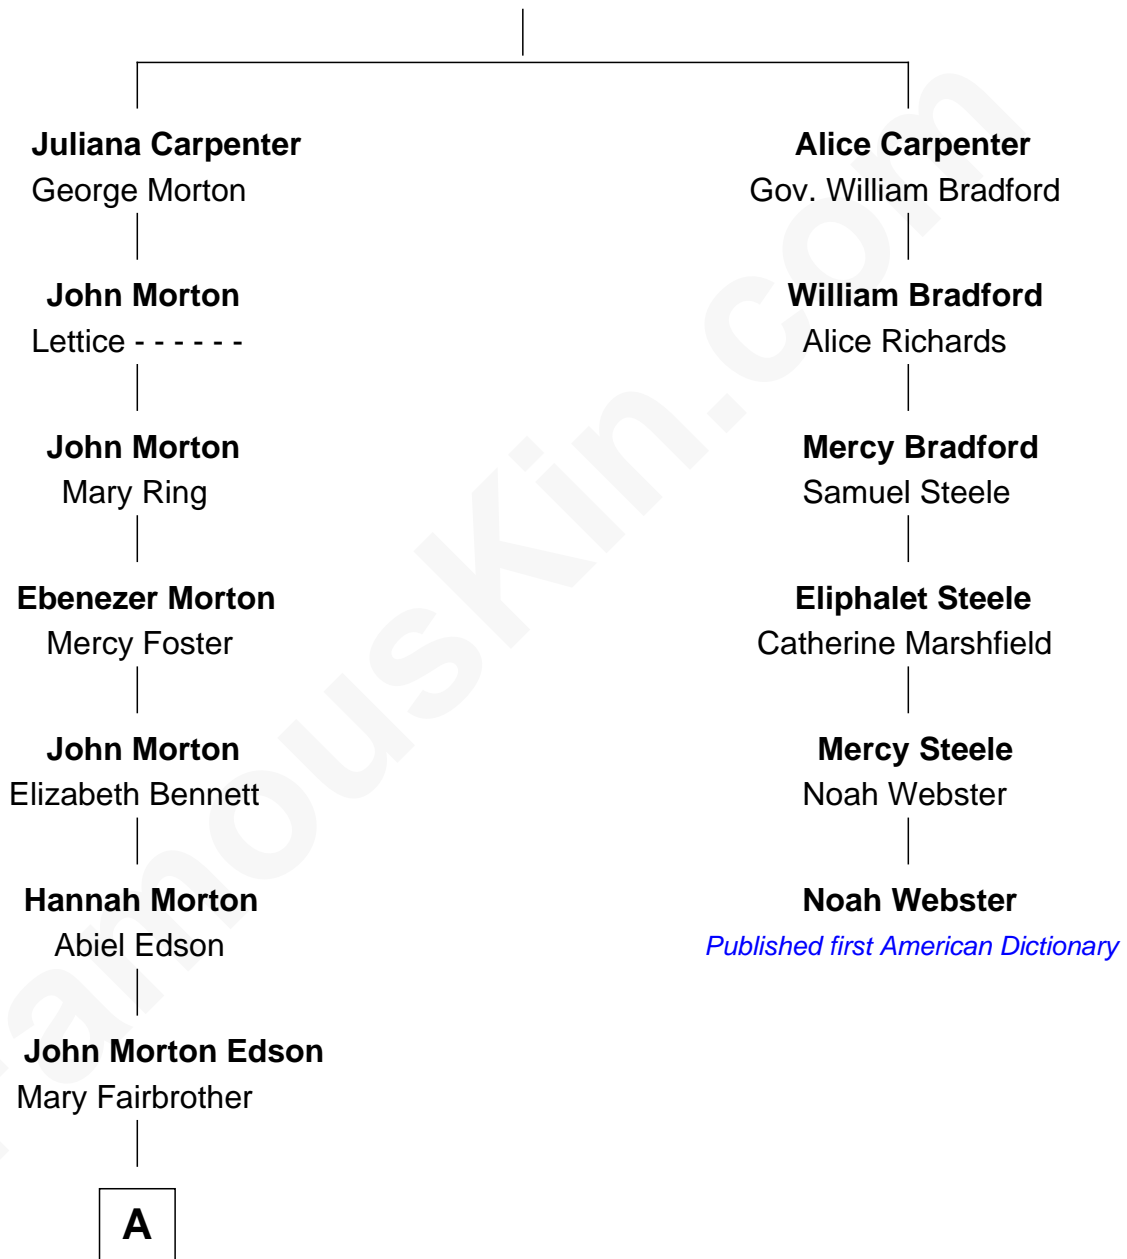 Juliana Carpenter
George Morton
John Morton
Lettice - - - - - -
John Morton
Mary Ring
Ebenezer Morton
Mercy Foster
John Morton
Elizabeth Bennett
Hannah Morton
Abiel Edson
John Morton Edson
Mary Fairbrother
A
Alice Carpenter
Gov. William Bradford
William Bradford
Alice Richards
Mercy Bradford
Samuel Steele
Eliphalet Steele
Catherine Marshfield
Mercy Steele
Noah Webster
Noah Webster
Published first American Dictionary
FamousKin.com